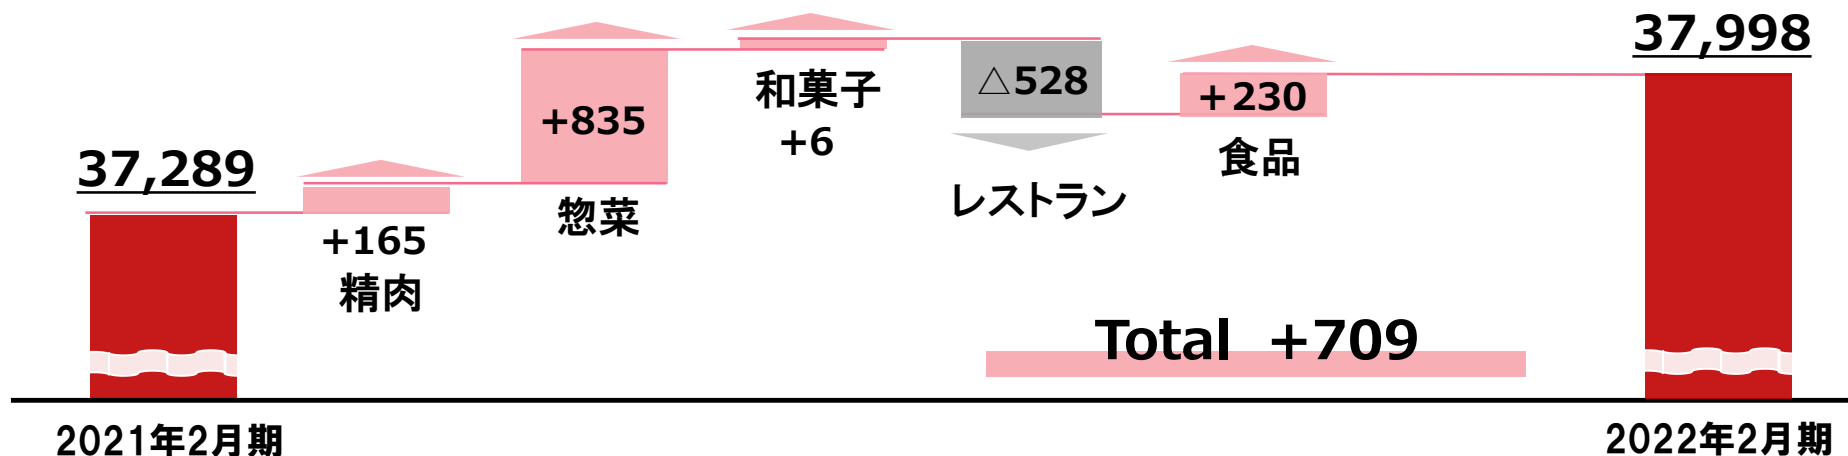 37,289
+165
精肉
+835
惣菜
和菓子
+6
△528
レストラン
+230
食品
37,998
Total +709
2021年2月期
2022年2月期